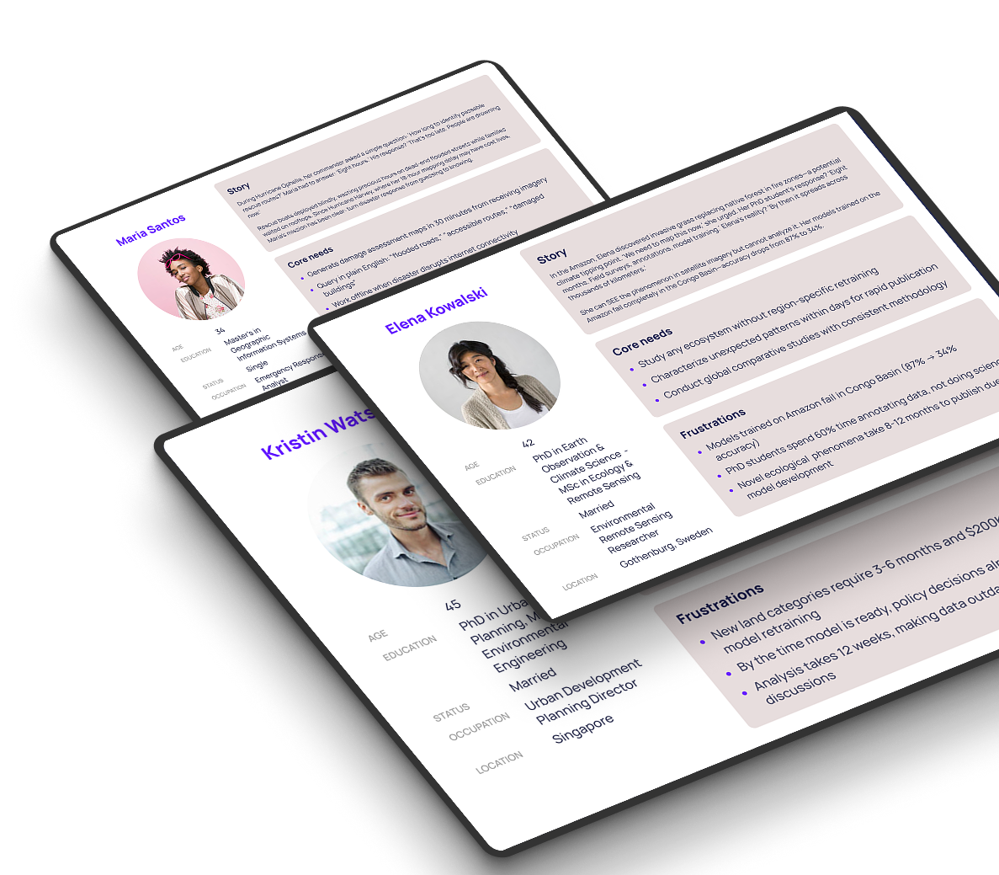 Maria Santos
AGE
34
EDUCATION
Master's in
Geographic
Information Systems
STATUS
Single
OCCUPATION
Emergency Response
Analyst
Story
During Hurricane Ophelia, her commander asked a simple question: 'How long to identify passable
rescue routes?' Maria had to answer: 'Eight hours.' His response? 'That's too late. People are drowning
now.'
Rescue boats deployed blindly, wasting precious hours on dead-end flooded streets while families
waited on rooftops. Since Hurricane Harvey, where her 18-hour mapping delay may have cost lives,
Maria's mission has been clear: turn disaster response from guessing to knowing.
Core needs
Generate damage assessment maps in 30 minutes from receiving imagery
Query in plain English: "flooded roads," "accessible routes," "damaged
buildings"
Work offline when disaster disrupts internet connectivity
Elena Kowalski
AGE
42
EDUCATION
PhD in Earth
Observation &
Climate Science -
MSc in Ecology &
Remote Sensing
STATUS
Married
OCCUPATION
Environmental
Remote Sensing
Researcher
LOCATION
Gothenburg, Sweden
Story
In the Amazon, Elena discovered invasive grass replacing native forest in fire zones—a potential
climate tipping point. 'We need to map this now,' she urged. Her PhD student's response? 'Eight
months. Field surveys, annotations, model training.' Elena's reality? 'By then it spreads across
thousands of kilometers.'
She can SEE the phenomenon in satellite imagery but cannot analyze it. Her models trained on the
Amazon fail completely in the Congo Basin—accuracy drops from 87% to 34%.
Core needs
Study any ecosystem without region-specific retraining
Characterize unexpected patterns within days for rapid publication
Conduct global comparative studies with consistent methodology
Frustrations
Models trained on Amazon fail in Congo Basin (87% → 34%
accuracy)
PhD students spend 60% time annotating data, not doing scienc
Novel ecological phenomena take 8-12 months to publish due
model development
Kristin Wats
AGE
45
EDUCATION
PhD in Urba
Planning, M
Environmental
Engineering
STATUS
Married
OCCUPATION
Urban Development
Planning Director
LOCATION
Singapore
Frustrations
New land categories require 3-6 months and $200K
model retraining
By the time model is ready, policy decisions alr
Analysis takes 12 weeks, making data outda
discussions